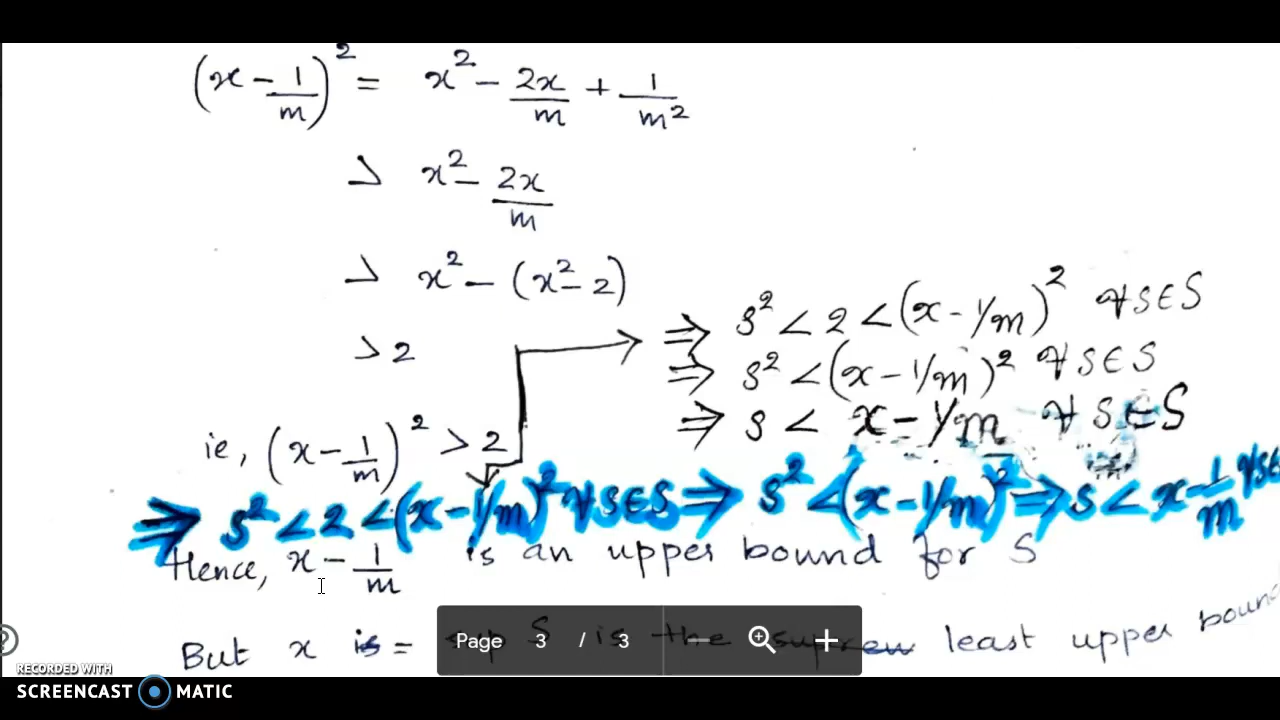 (x - 1/m)² = x² - 2x/m + 1/m²
> x² - 2x/m
> x² - (x² - 2)
> 2
⇒ s² < 2 < (x - 1/m)² ∀ s ∈ S
⇒ s² < (x - 1/m)² ∀ s ∈ S
⇒ s < x - 1/m ∀ s ∈ S
ie, (x - 1/m)² > 2
⇒ s² < 2 < (x - 1/m)² ∀ s ∈ S ⇒ s² < (x - 1/m)² ⇒ s < x - 1/m ∀ s ∈
Hence, x - 1/m is an upper bound for S
But x is = sup S is the least upper bound
Page 3 / 3
RECORDED WITH
SCREENCAST MATIC